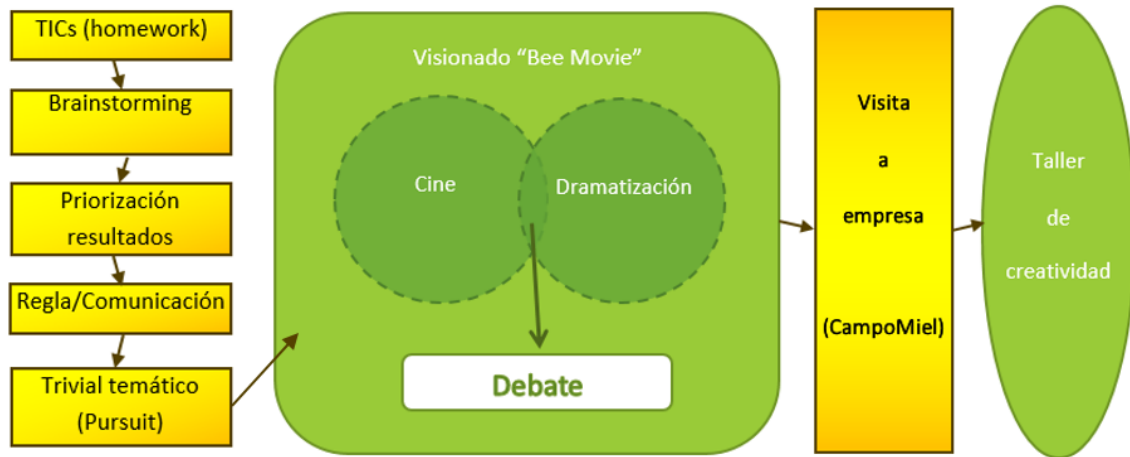 TICs (homework)
Brainstorming
Priorización
resultados
Regla/Comunicación
Trivial temático
(Pursuit)
Visionado “Bee Movie”
Cine
Dramatización
Debate
Visita
a
empresa
(CampoMiel)
Taller
de
creatividad